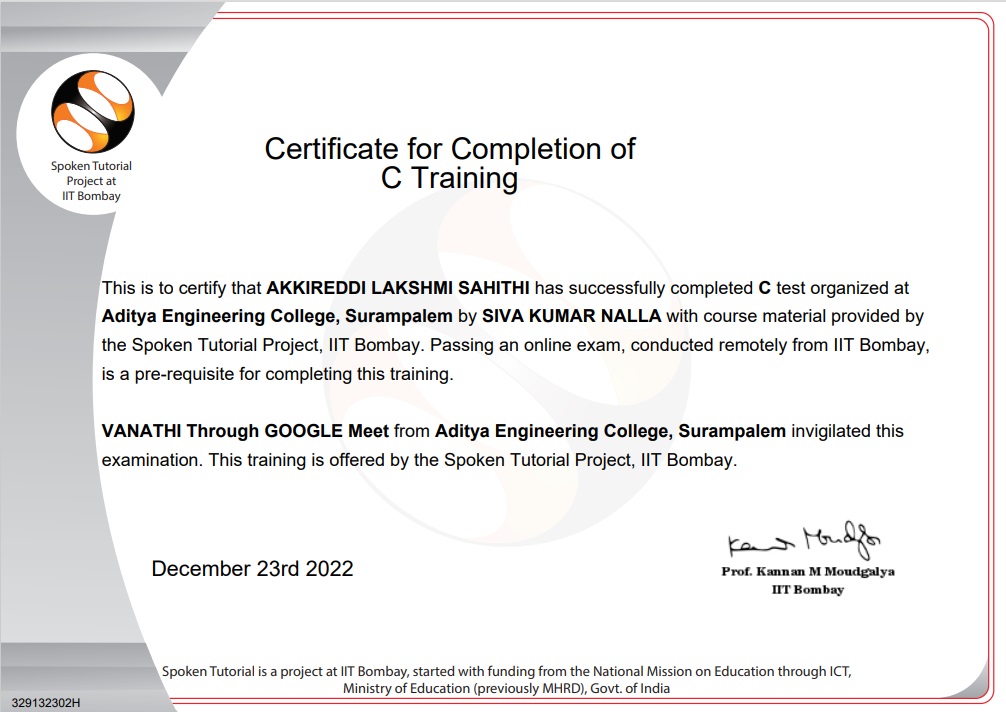 Spoken Tutorial
Project at
IIT Bombay
Certificate for Completion of
C Training
This is to certify that AKKIREDDI LAKSHMI SAHITHI has successfully completed C test organized at
Aditya Engineering College, Surampalem by SIVA KUMAR NALLA with course material provided by
the Spoken Tutorial Project, IIT Bombay. Passing an online exam, conducted remotely from IIT Bombay,
is a pre-requisite for completing this training.
VANATHI Through GOOGLE Meet from Aditya Engineering College, Surampalem invigilated this
examination. This training is offered by the Spoken Tutorial Project, IIT Bombay.
December 23rd 2022
Prof. Kannan M Moudgalya
IIT Bombay
Spoken Tutorial is a project at IIT Bombay, started with funding from the National Mission on Education through ICT,
Ministry of Education (previously MHRD), Govt. of India
329132302H